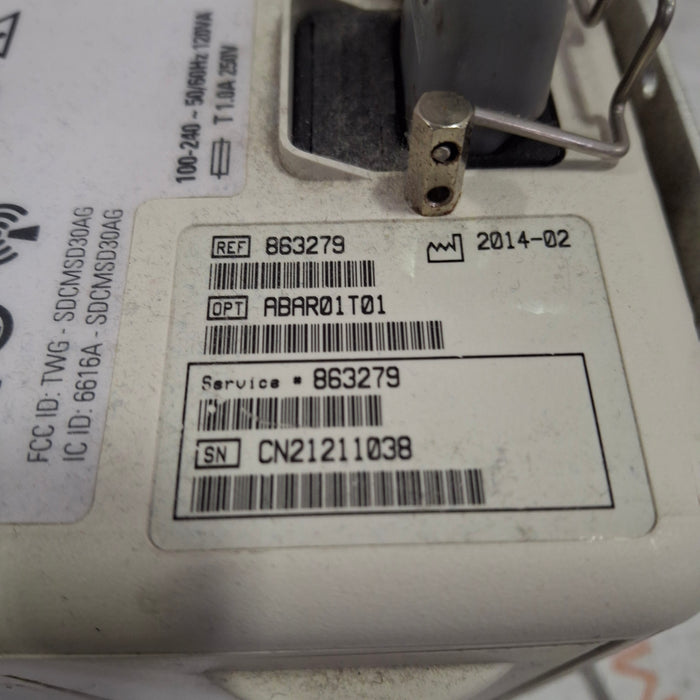 100-240 ~ 50/60Hz 120VA
T 1.0A 250V
FCC ID: TWG - SDCMSD30AG
IC ID: 6616A - SDCMSD30AG
REF 863279
2014-02
OPT ABAR01T01
Service # 863279
SN CN21211038